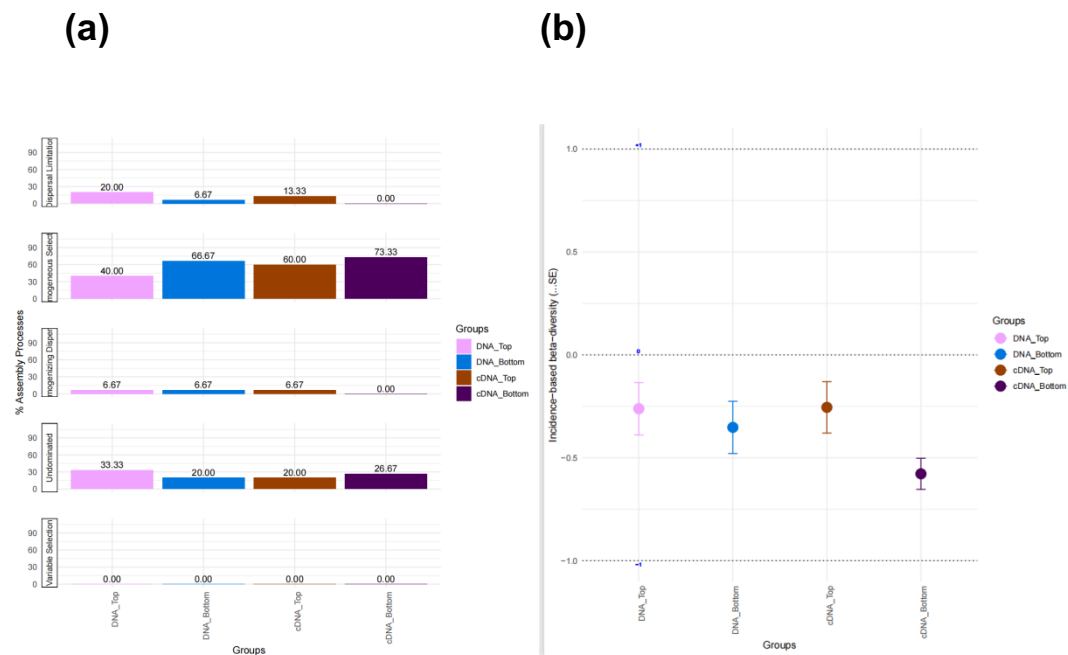 (a)
(b)
% Assembly Processes
Dispersal Limitation
90
60
30
0
20.00
6.67
13.33
0.00
mogeneous Select
90
60
30
0
40.00
66.67
60.00
73.33
mogenizing Disper
90
60
30
0
6.67
6.67
6.67
0.00
Undominated
90
60
30
0
33.33
20.00
20.00
26.67
Variable Selection
90
60
30
0
0.00
0.00
0.00
0.00
DNA_Top
DNA_Bottom
cDNA_Top
cDNA_Bottom
Groups
Groups
DNA_Top
DNA_Bottom
cDNA_Top
cDNA_Bottom
Incidence-based beta-diversity (...SE)
1.0
0.5
0.0
−0.5
−1.0
0
DNA_Top
DNA_Bottom
cDNA_Top
cDNA_Bottom
Groups
Groups
DNA_Top
DNA_Bottom
cDNA_Top
cDNA_Bottom